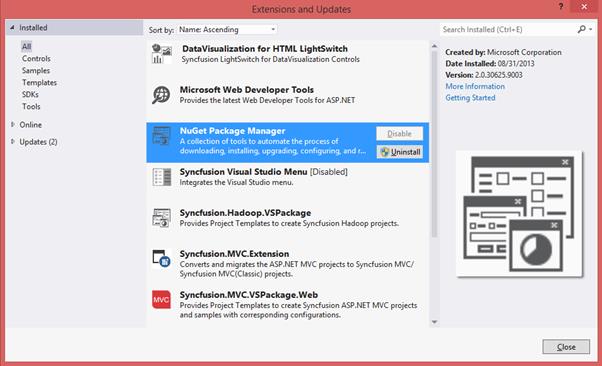 Extensions and Updates
? ×
Installed
All
Controls
Samples
Templates
SDKs
Tools
Online
Updates (2)
Sort by: Name: Ascending
DataVisualization for HTML LightSwitch
Syncfusion LightSwitch for DataVisualization Controls
Microsoft Web Developer Tools
Provides the latest Web Developer Tools for ASP.NET
NuGet Package Manager
A collection of tools to automate the process of
downloading, installing, upgrading, configuring, and r...
Disable
Uninstall
Syncfusion Visual Studio Menu [Disabled]
Integrates the Visual Studio menu.
Syncfusion.Hadoop.VSPackage
Provides Project Templates to create Syncfusion Hadoop projects.
Syncfusion.MVC.Extension
Converts and migrates the ASP.NET MVC projects to Syncfusion MVC/
Syncfusion MVC(Classic) projects.
MVC
Syncfusion.MVC.VSPackage.Web
Provides Project Templates to create Syncfusion ASP.NET MVC projects
and samples with corresponding configurations.
Search Installed (Ctrl+E)
Created by: Microsoft Corporation
Date Installed: 08/31/2013
Version: 2.0.30625.9003
More Information
Getting Started
Close